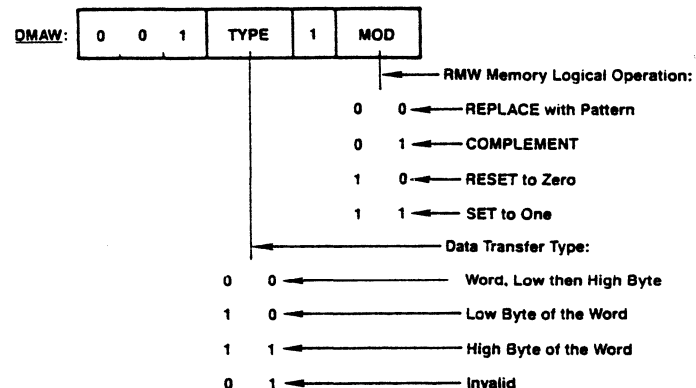 DMAW: 0 0 1 TYPE 1 MOD
RMW Memory Logical Operation:
0 0 REPLACE with Pattern
0 1 COMPLEMENT
1 0 RESET to Zero
1 1 SET to One
Data Transfer Type:
0 0 Word, Low then High Byte
1 0 Low Byte of the Word
1 1 High Byte of the Word
0 1 Invalid